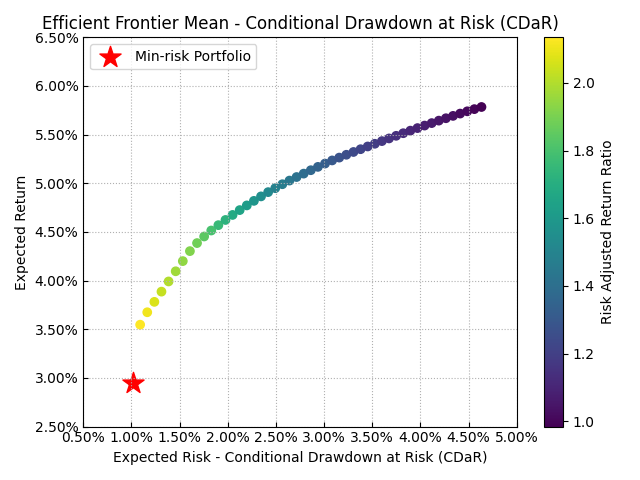 Efficient Frontier Mean - Conditional Drawdown at Risk (CDaR)
Min-risk Portfolio
Expected Return
6.50%
6.00%
5.50%
5.00%
4.50%
4.00%
3.50%
3.00%
2.50%
0.50% 1.00% 1.50% 2.00% 2.50% 3.00% 3.50% 4.00% 4.50% 5.00%
Expected Risk - Conditional Drawdown at Risk (CDaR)
2.0
1.8
1.6
1.4
1.2
1.0
Risk Adjusted Return Ratio